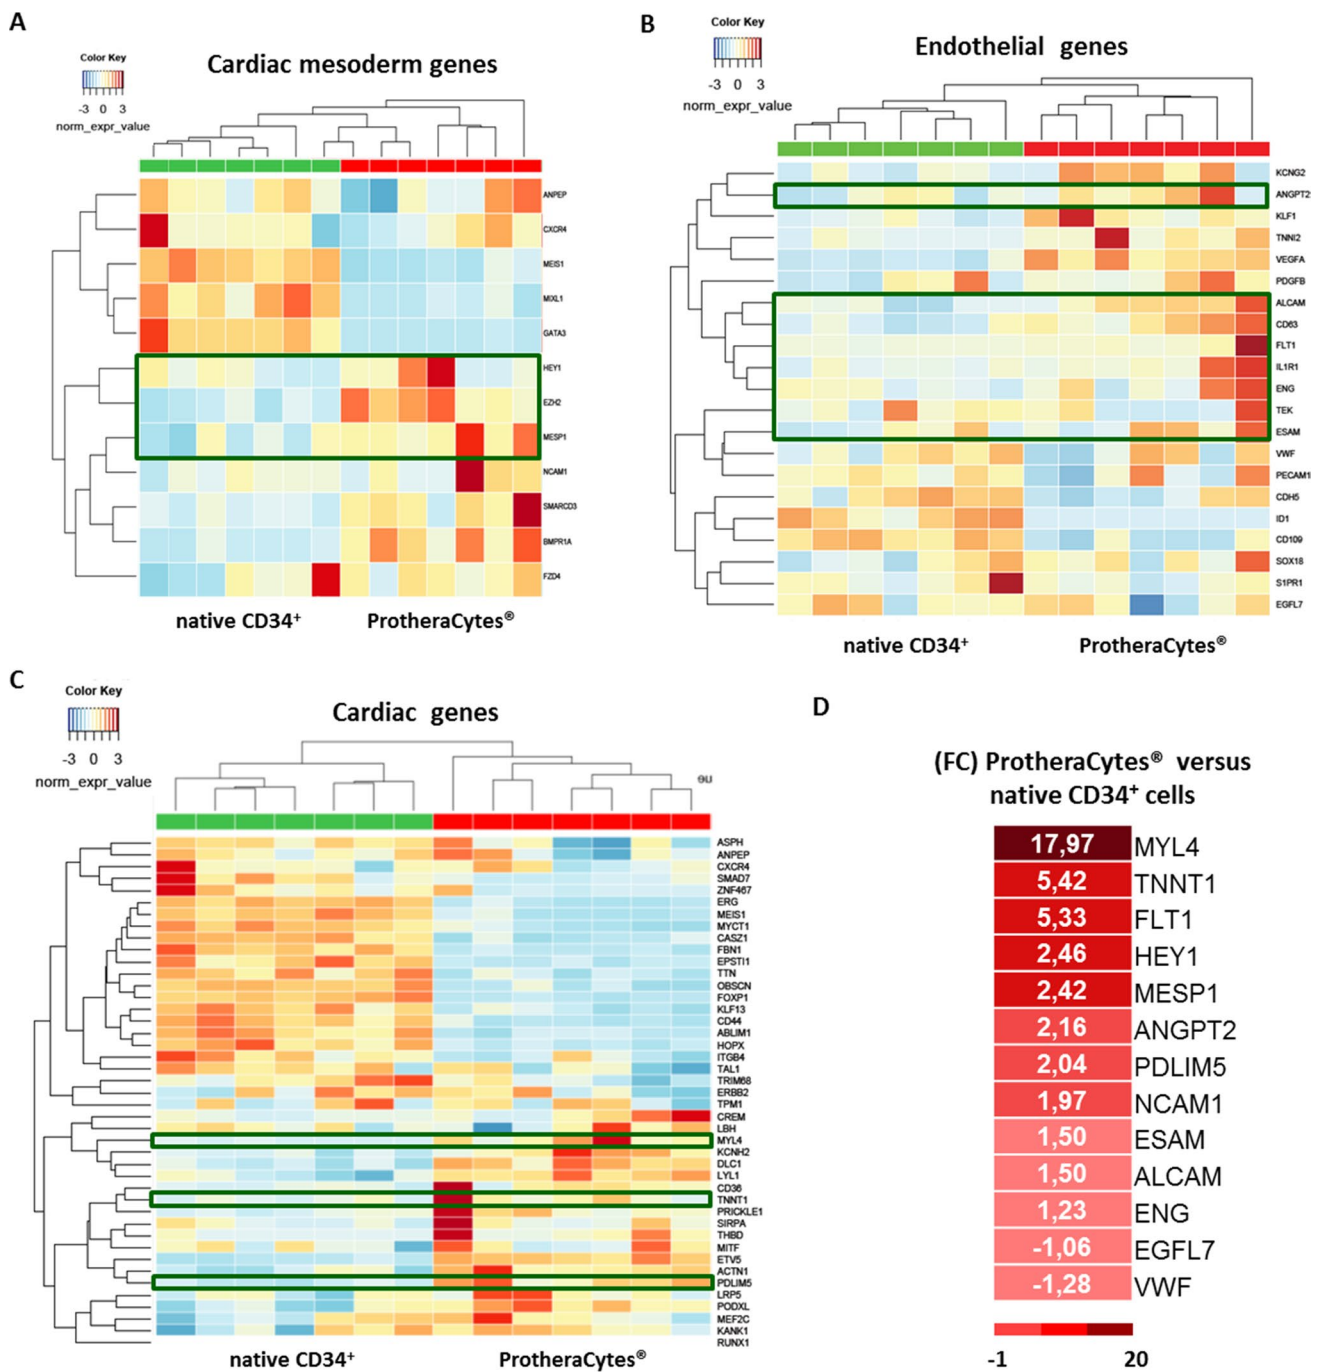 A
Color Key
-3 0 3
norm_expr_value
Cardiac mesoderm genes
ANPEP
CXCR4
MEIS1
MIXL1
GATA3
HEY1
EZH2
MESP1
NCAM1
SMARCD3
BMPR1A
FZD4
native CD34+
ProtheraCytes®
B
Color Key
-3 0 3
norm_expr_value
Endothelial genes
KCNG2
ANGPT2
KLF1
TNNI2
VEGFA
PDGFB
ALCAM
CD63
FLT1
IL1R1
ENG
TEK
ESAM
VWF
PECAM1
CDH5
ID1
CD109
SOX18
S1PR1
EGFL7
native CD34+
ProtheraCytes®
C
Color Key
-3 0 3
norm_expr_value
Cardiac genes
ASPH
ANPEP
CXCR4
SMAD7
ZNF467
ERG
MEIS1
MYCT1
CASZ1
FBN1
EPSTI1
TTN
OBSCN
FOXP1
KLF13
CD44
ABLIM1
HOPX
ITGB4
TAL1
TRIM68
ERBB2
TPM1
CREM
LBH
MYL4
KCNH2
DLC1
LYL1
CD36
TNNT1
PRICKLE1
SIRPA
THBD
MITF
ETV5
ACTN1
PDLIM5
LRP5
PODXL
MEF2C
KANK1
RUNX1
native CD34+
ProtheraCytes®
D
(FC) ProtheraCytes® versus
native CD34+ cells
17,97 MYL4
5,42 TNNT1
5,33 FLT1
2,46 HEY1
2,42 MESP1
2,16 ANGPT2
2,04 PDLIM5
1,97 NCAM1
1,50 ESAM
1,50 ALCAM
1,23 ENG
-1,06 EGFL7
-1,28 VWF
-1 20